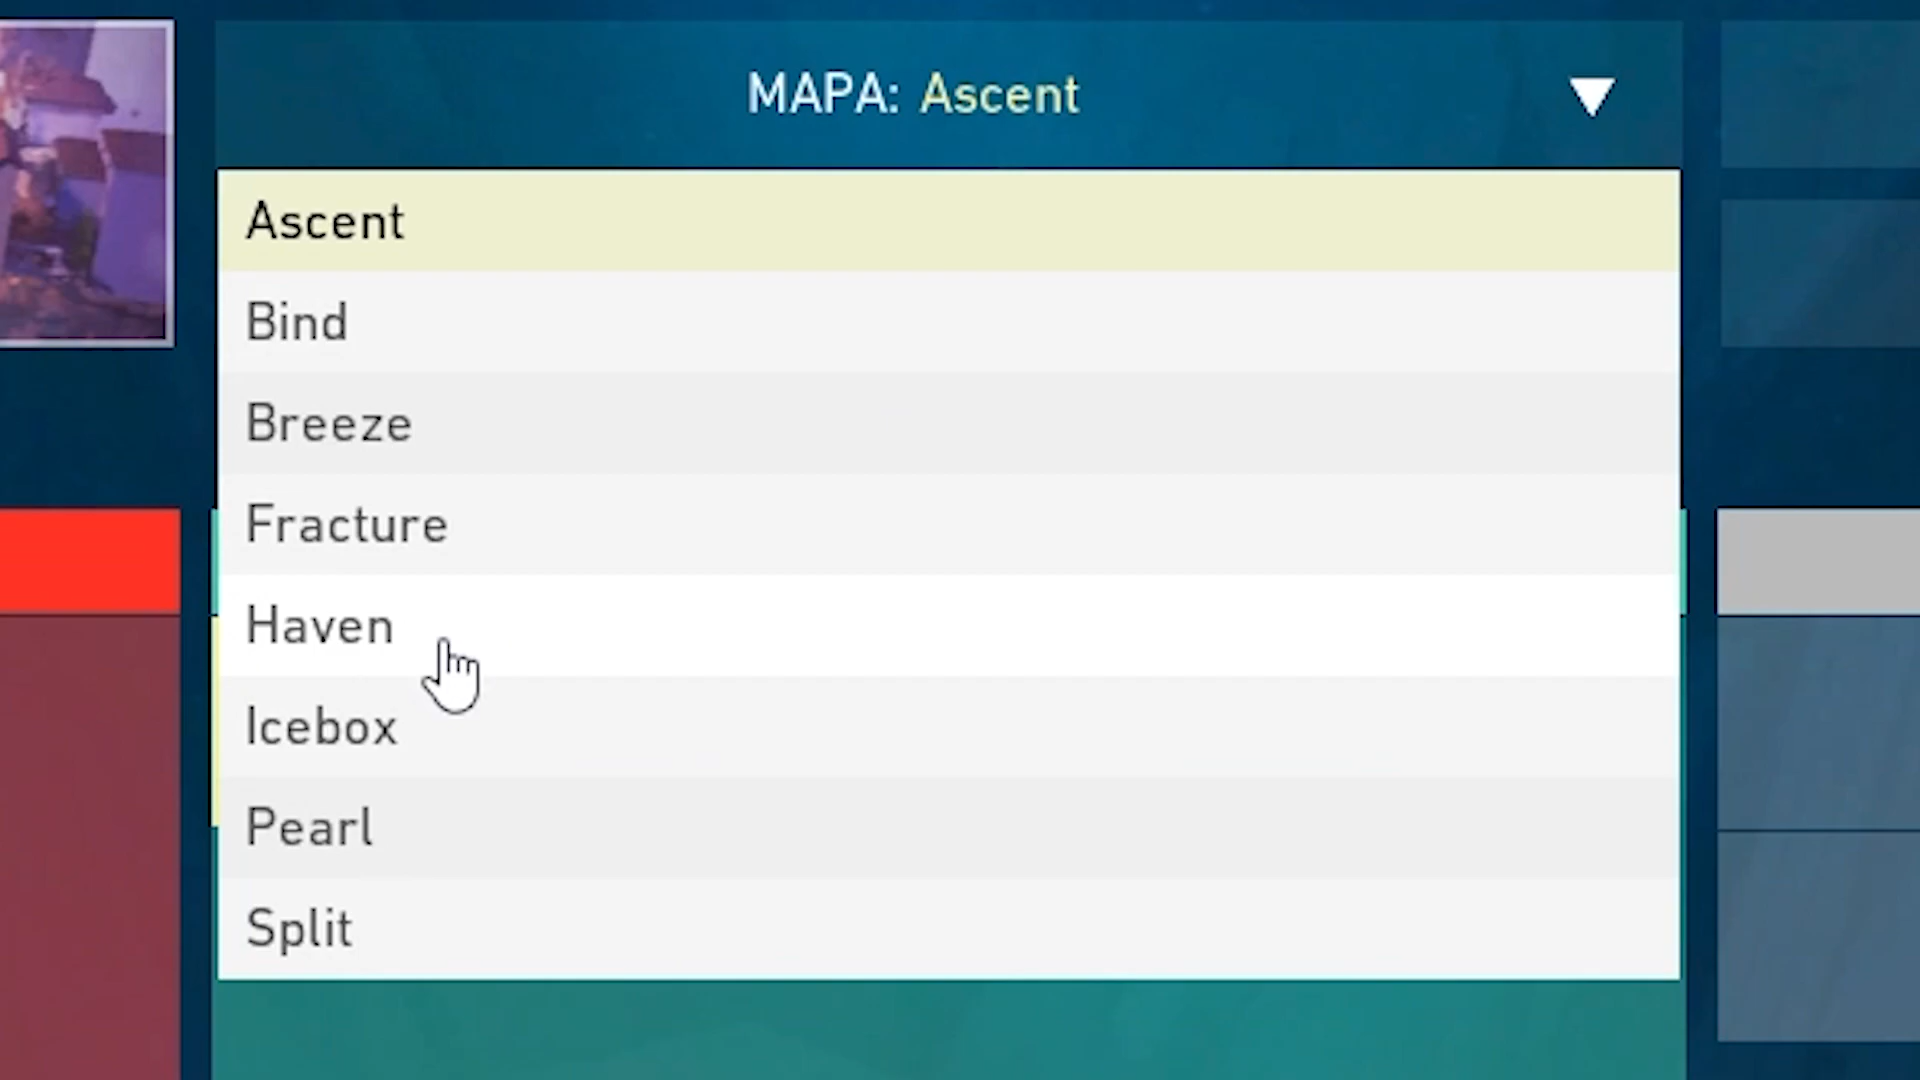 MAPA: Ascent
Ascent
Bind
Breeze
Fracture
Haven
Icebox
Pearl
Split